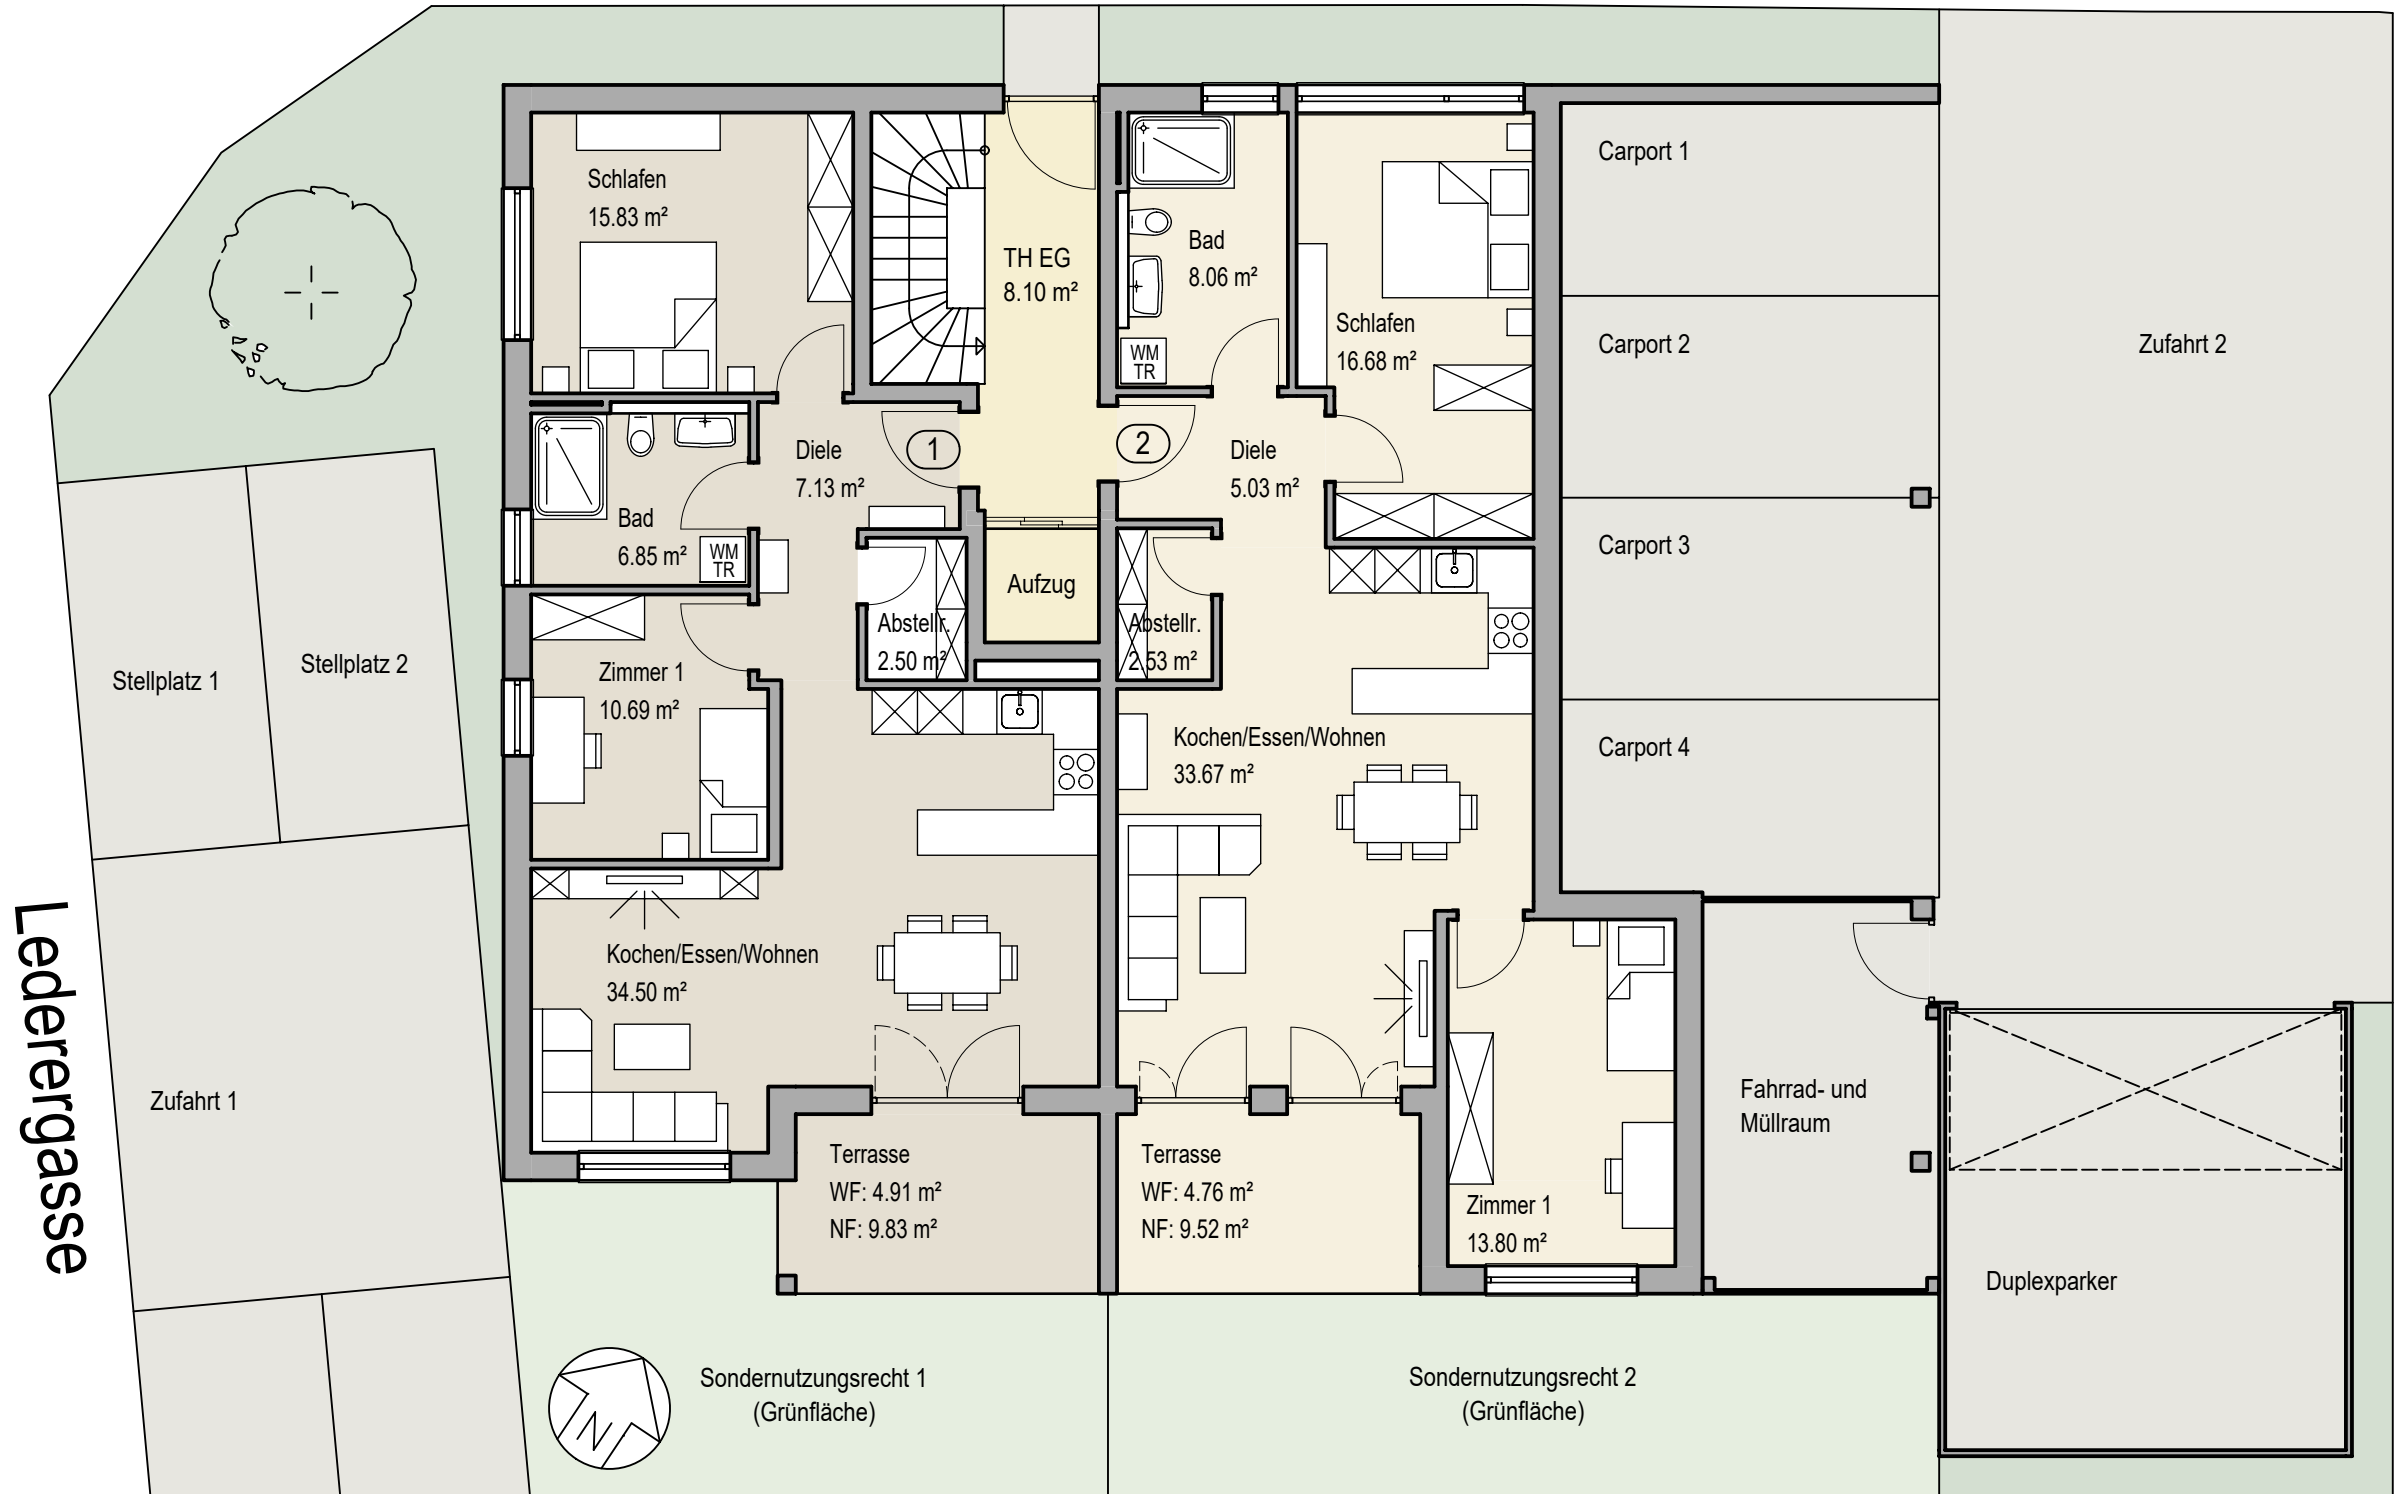 Carport 1
Schlafen
15.83 m²
TH EG
8.10 m²
Bad
8.06 m²
Schlafen
16.68 m²
WM
TR
Carport 2
Zufahrt 2
Diele
7.13 m²
1
2
Diele
5.03 m²
Bad
6.85 m²
WM
TR
Carport 3
Aufzug
Abstellr.
2.50 m²
Abstellr.
2.53 m²
Stellplatz 1
Stellplatz 2
Zimmer 1
10.69 m²
Kochen/Essen/Wohnen
33.67 m²
Carport 4
Lederergasse
Kochen/Essen/Wohnen
34.50 m²
Zufahrt 1
Terrasse
WF: 4.91 m²
NF: 9.83 m²
Terrasse
WF: 4.76 m²
NF: 9.52 m²
Zimmer 1
13.80 m²
Fahrrad- und
Müllraum
Duplexparker
N
Sondernutzungsrecht 1
(Grünfläche)
Sondernutzungsrecht 2
(Grünfläche)